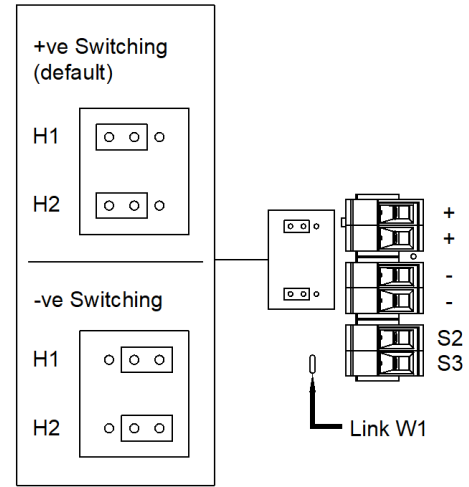 +ve Switching
(default)
H1
H2
-ve Switching
H1
H2
+
+
-
-
S2
S3
Link W1